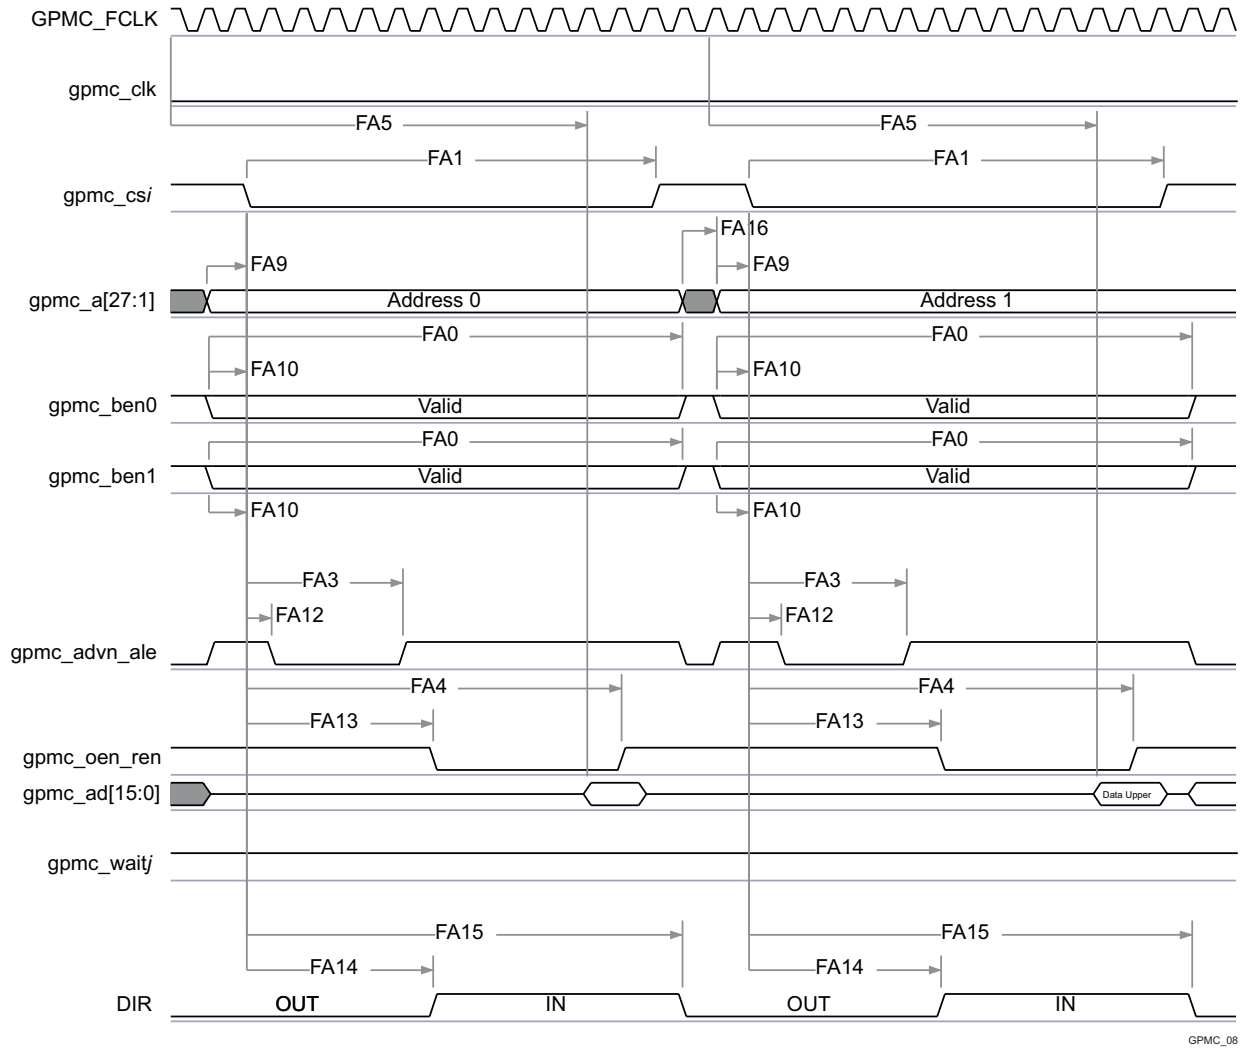 GPMC_FCLK
gpmc_clk
FA5 FA5
FA1 FA1
gpmc_csi
FA16
FA9 FA9
gpmc_a[27:1] Address 0 Address 1
FA0 FA0
FA10 FA10
gpmc_ben0 Valid Valid
FA0 FA0
gpmc_ben1 Valid Valid
FA10 FA10
FA3 FA3
FA12 FA12
gpmc_advn_ale
FA4 FA4
FA13 FA13
gpmc_oen_ren
gpmc_ad[15:0] Data Upper
gpmc_waitj
FA15 FA15
FA14 FA14
DIR OUT IN OUT IN
GPMC_08